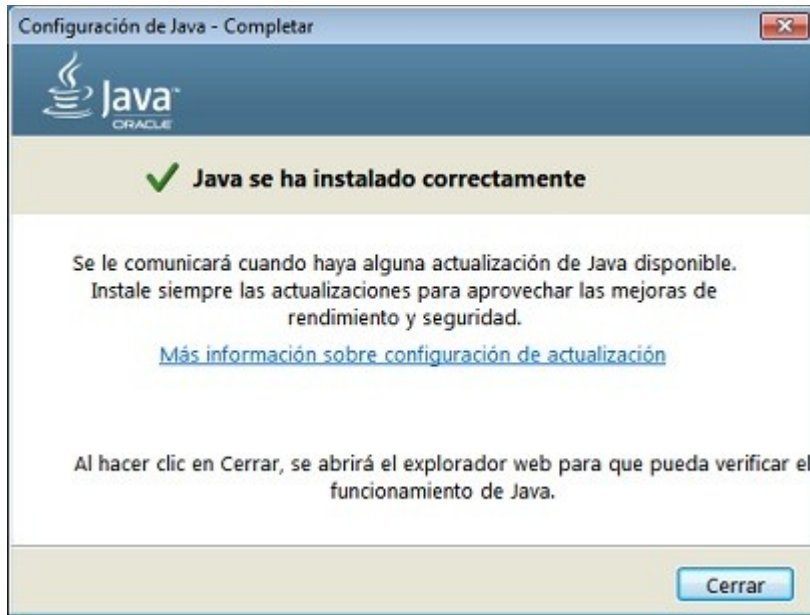 Configuración de Java - Completar
Java™
ORACLE
Java se ha instalado correctamente
Se le comunicará cuando haya alguna actualización de Java disponible.
Instale siempre las actualizaciones para aprovechar las mejoras de
rendimiento y seguridad.
Más información sobre configuración de actualización
Al hacer clic en Cerrar, se abrirá el explorador web para que pueda verificar el
funcionamiento de Java.
Cerrar